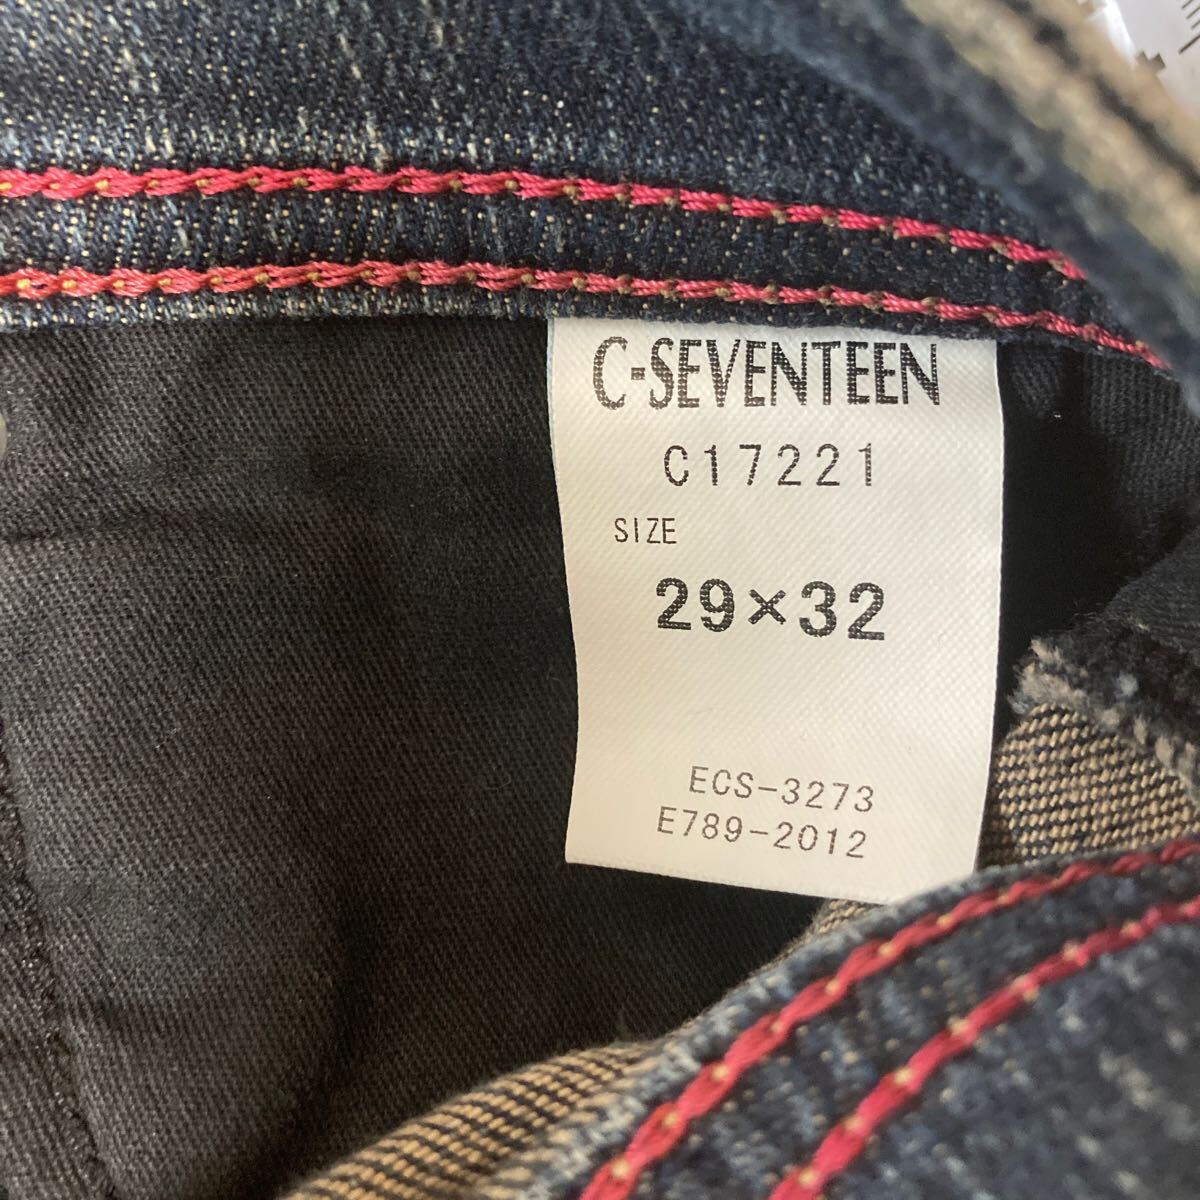 C-SEVENTEEN
C17221
SIZE
29×32
ECS-3273
E789-2012